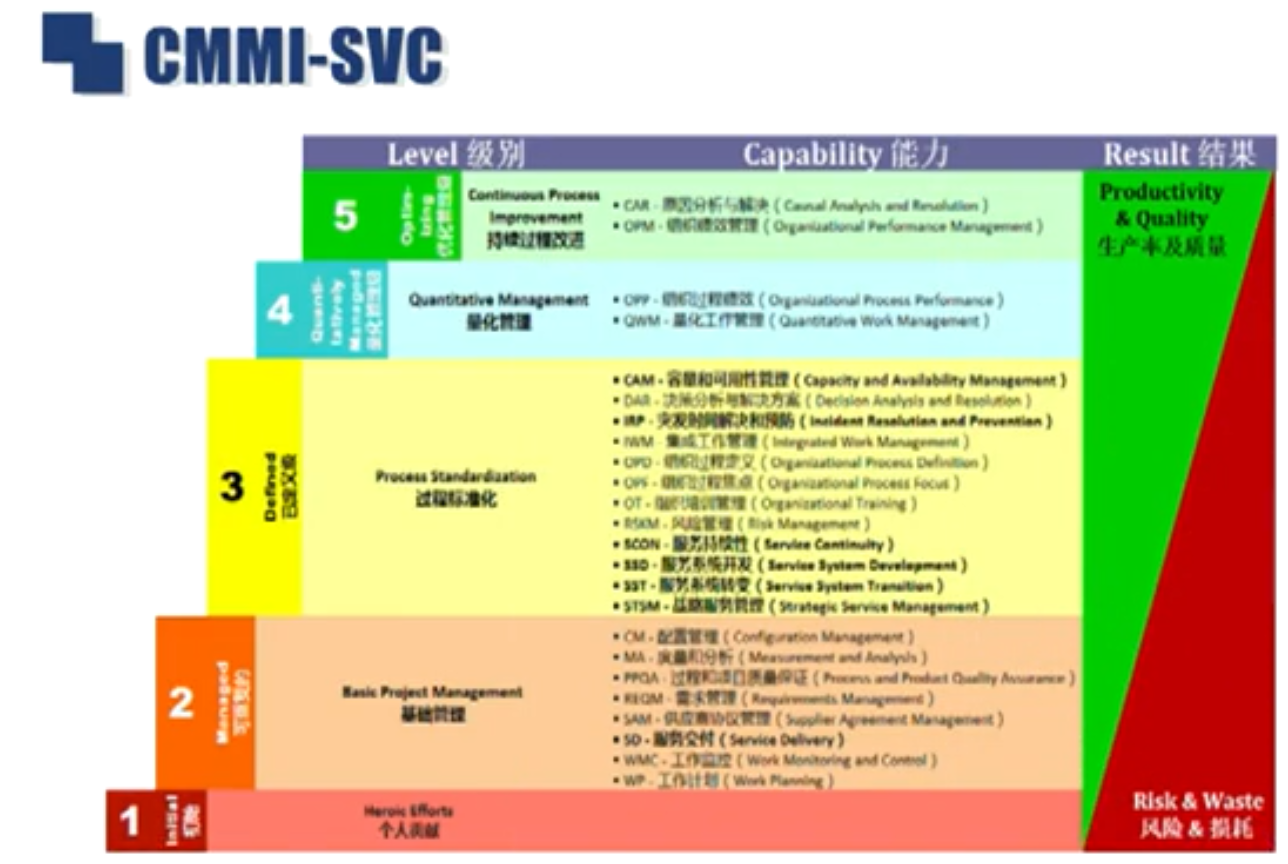 CMMI-SVC
Level 级别 Capability 能力 Result 结果
5
Optimi-
izing
优化管理级
Continuous Process
Improvement
持续过程改进
• CAR - 原因分析与解决 ( Causal Analysis and Resolution )
• OPM - 组织绩效管理 ( Organizational Performance Management )
Productivity
& Quality
生产率及质量
4
Quanti-
tatively
Managed
量化管理级
Quantitative Management
量化管理
• OPP - 组织过程绩效 ( Organizational Process Performance )
• QWM - 量化工作管理 ( Quantitative Work Management )
3
Defined
已定义级
Process Standardization
过程标准化
• CAM - 容量和可用性管理 ( Capacity and Availability Management )
• DAR - 决策分析与解决方案 ( Decision Analysis and Resolution )
• IRP - 突发时间解决和预防 ( Incident Resolution and Prevention )
• IWM - 集成工作管理 ( Integrated Work Management )
• OPD - 组织过程定义 ( Organizational Process Definition )
• OPF - 组织过程焦点 ( Organizational Process Focus )
• OT - 组织培训管理 ( Organizational Training )
• RSKM - 风险管理 ( Risk Management )
• SCON - 服务持续性 ( Service Continuity )
• SSD - 服务系统开发 ( Service System Development )
• SST - 服务系统转变 ( Service System Transition )
• STSM - 战略服务管理 ( Strategic Service Management )
2
Managed
可重复的
Basic Project Management
基础管理
• CM - 配置管理 ( Configuration Management )
• MA - 度量和分析 ( Measurement and Analysis )
• PPQA - 过程和项目质量保证 ( Process and Product Quality Assurance )
• REQM - 需求管理 ( Requirements Management )
• SAM - 供应商协议管理 ( Supplier Agreement Management )
• SD - 服务交付 ( Service Delivery )
• WMC - 工作监控 ( Work Monitoring and Control )
• WP - 工作计划 ( Work Planning )
1
Initial
初始
Heroic Efforts
个人贡献
Risk & Waste
风险 & 损耗